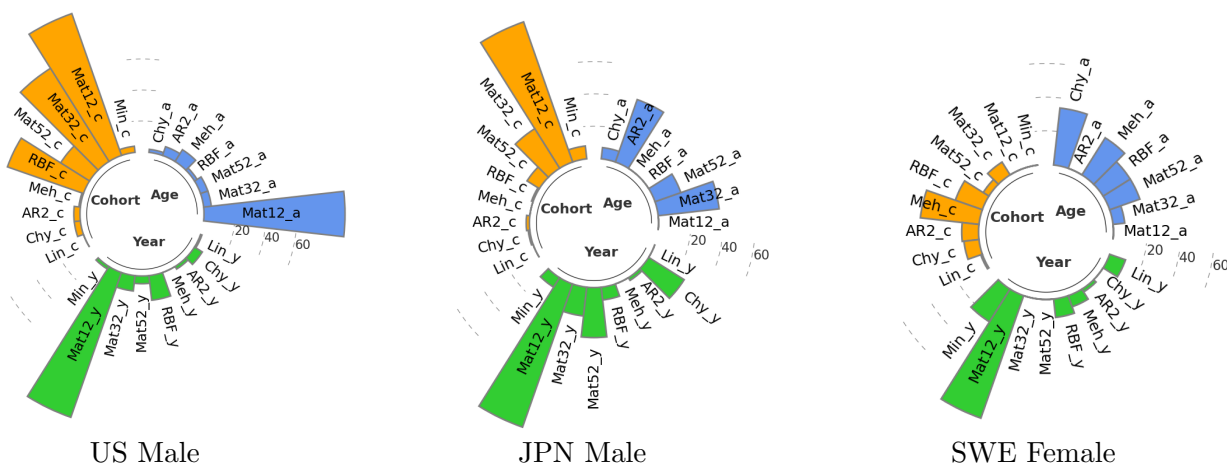 Mat12_c
Mat32_c
Mat52_c
RBF_c
Meh_c
AR2_c
Chy_c
Lin_c
Min_c
Chy_a
AR2_a
Meh_a
RBF_a
Mat52_a
Mat32_a
Mat12_a
Cohort Age
Year
20 40 60
Lin_y
Chy_y
AR2_y
Meh_y
RBF_y
Mat52_y
Mat32_y
Mat12_y
Min_y
US Male
Mat12_c
Mat32_c
Mat52_c
RBF_c
Meh_c
AR2_c
Chy_c
Lin_c
Min_c
Chy_a
AR2_a
Meh_a
RBF_a
Mat52_a
Mat32_a
Mat12_a
Cohort Age
Year
20 40 60
Lin_y
Chy_y
AR2_y
Meh_y
RBF_y
Mat52_y
Mat32_y
Mat12_y
Min_y
JPN Male
Min_c
Mat12_c
Mat32_c
Mat52_c
RBF_c
Meh_c
AR2_c
Chy_c
Lin_c
Chy_a
AR2_a
Meh_a
RBF_a
Mat52_a
Mat32_a
Mat12_a
Cohort Age
Year
20 40 60
Lin_y
Chy_y
AR2_y
Meh_y
RBF_y
Mat52_y
Mat32_y
Mat12_y
Min_y
SWE Female